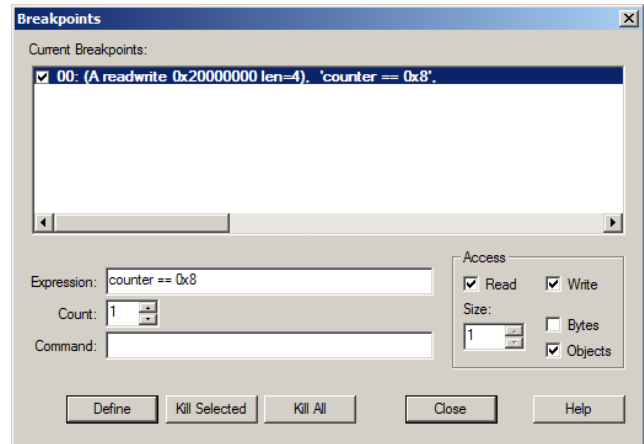 Breakpoints
Current Breakpoints:
00: (A readwrite 0x20000000 len=4),  'counter == 0x8',
Expression: counter == 0x8
Count: 1
Command:
Access
Read Write
Size:
1
Bytes
Objects
Define Kill Selected Kill All Close Help